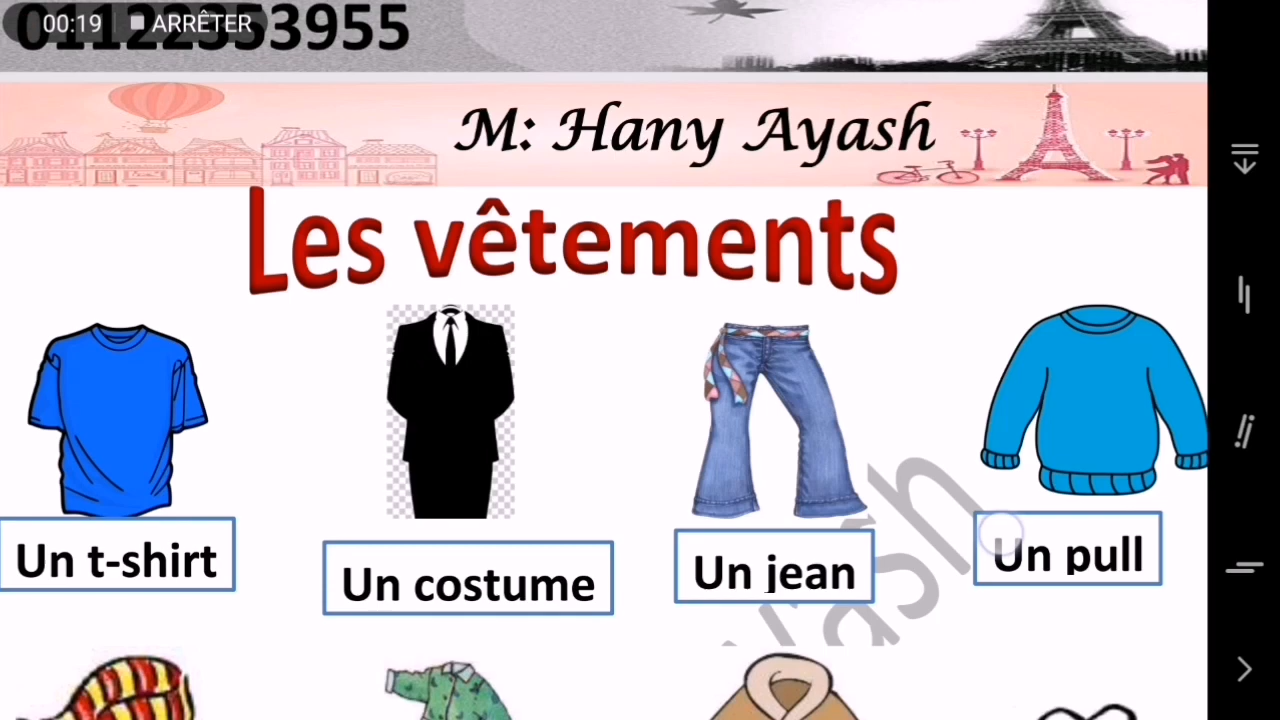 00:19 ARRÊTER
01122353955
M: Hany Ayash
Les vêtements
Un t-shirt
Un costume
Un jean
Un pull